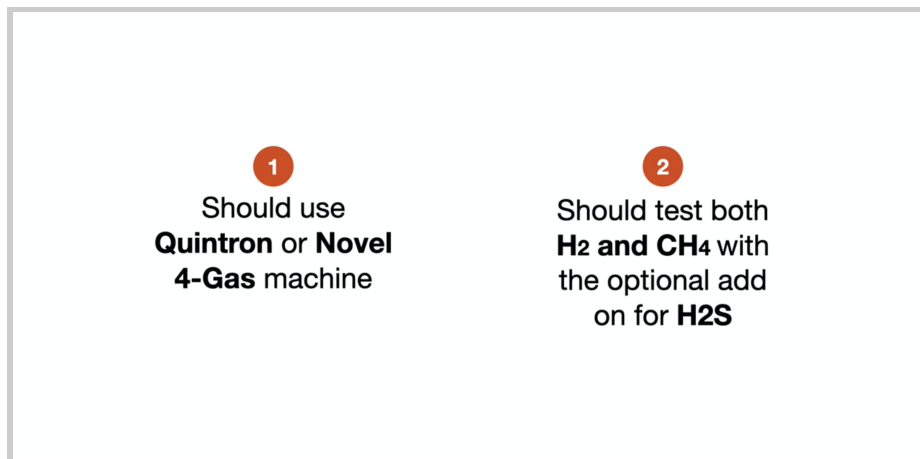 1
Should use
Quintron or Novel
4-Gas machine
2
Should test both
H2 and CH4 with
the optional add
on for H2S